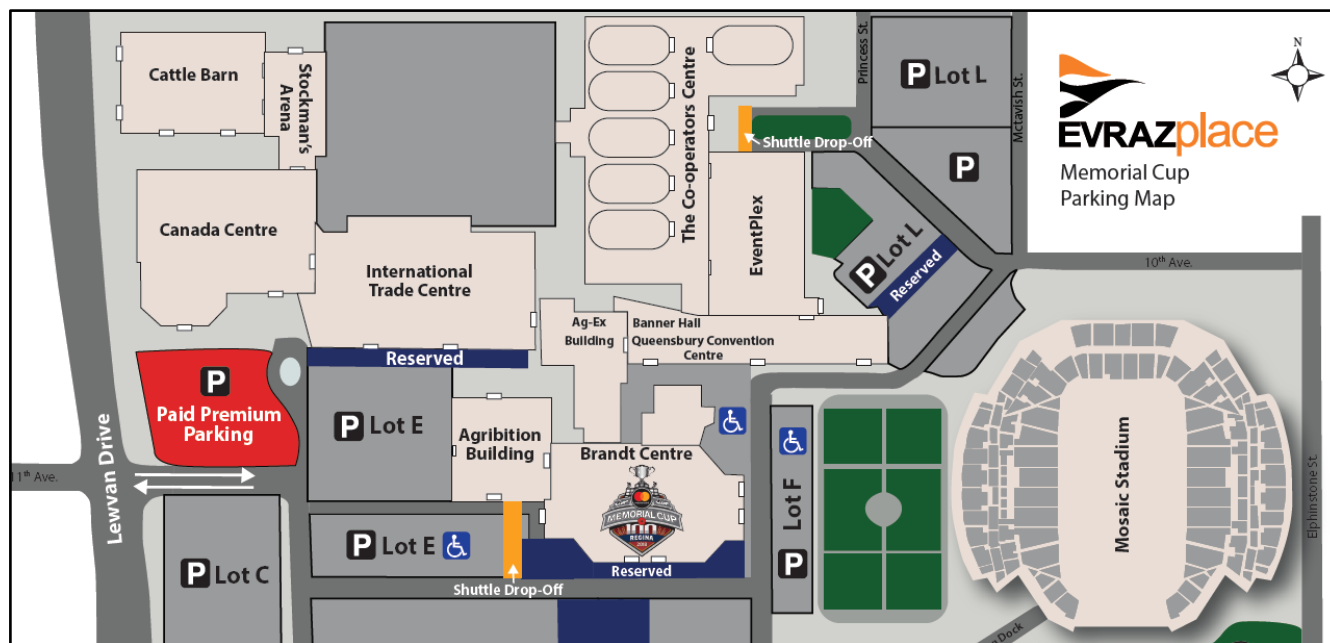 Cattle Barn
Stockman's
Arena
Canada Centre
International
Trade Centre
The Co-operators Centre
Princess St.
P Lot L
Mctavish St.
N
EVRAZplace
Memorial Cup
Parking Map
Shuttle Drop-Off
P
EventPlex
P Lot L
Reserved
10th Ave.
Ag-Ex
Building
Banner Hall
Queensbury Convention
Centre
Reserved
P
Paid Premium
Parking
Lewvan Drive
11th Ave.
P Lot E
Agribition
Building
Brandt Centre
MEMORIAL CUP
100
REGINA
P Lot F
Mosaic Stadium
Elphinstone St.
P Lot E
P Lot C
Reserved
Shuttle Drop-Off
Dock